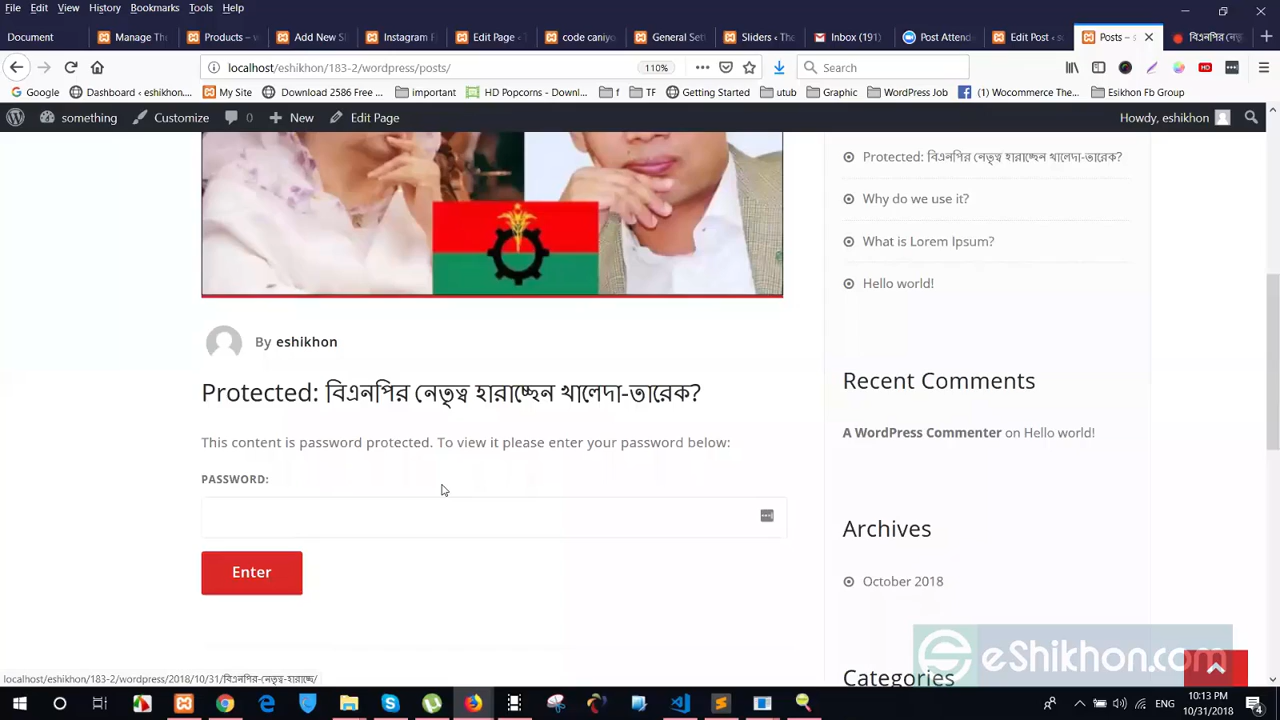 File Edit View History Bookmarks Tools Help
Document Manage The Products – w Add New Sl Instagram F Edit Page ‹ code caniyo General Set Sliders ‹ The Inbox (191) Post Attend Edit Post ‹ so Posts – s বিএনপির নেতৃ
localhost/eshikhon/183-2/wordpress/posts/ 110% Search
Google Dashboard ‹ eshikhon... My Site Download 2586 Free ... important HD Popcorns - Downl... f TF Getting Started utub Graphic WordPress Job (1) Wocommerce The... Esikhon Fb Group
something Customize 0 New Edit Page Howdy, eshikhon
Protected: বিএনপির নেতৃত্ব হারাচ্ছেন খালেদা-তারেক?
Why do we use it?
What is Lorem Ipsum?
Hello world!
By eshikhon
Protected: বিএনপির নেতৃত্ব হারাচ্ছেন খালেদা-তারেক?
This content is password protected. To view it please enter your password below:
PASSWORD:
Enter
Recent Comments
A WordPress Commenter on Hello world!
Archives
October 2018
Categories
eShikhon.com
localhost/eshikhon/183-2/wordpress/2018/10/31/বিএনপির-নেতৃত্ব-হারাচ্ছে/
ENG 10:13 PM
10/31/2018 4